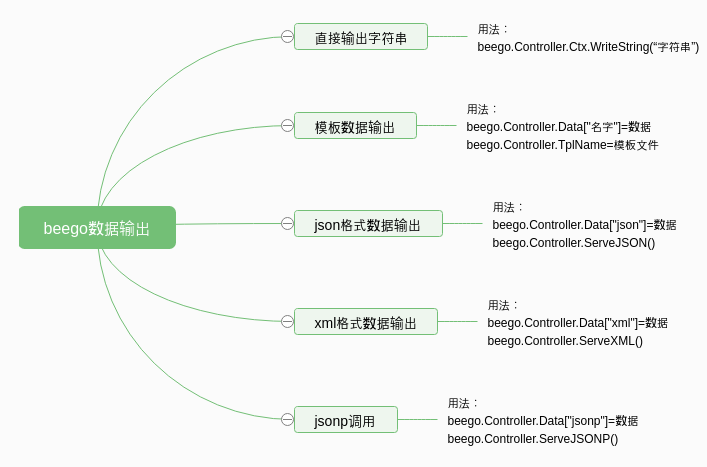 beego数据输出
直接输出字符串
用法：
beego.Controller.Ctx.WriteString(“字符串”)
模板数据输出
用法：
beego.Controller.Data["名字"]=数据
beego.Controller.TplName=模板文件
json格式数据输出
用法：
beego.Controller.Data["json"]=数据
beego.Controller.ServeJSON()
xml格式数据输出
用法：
beego.Controller.Data["xml"]=数据
beego.Controller.ServeXML()
jsonp调用
用法：
beego.Controller.Data["jsonp"]=数据
beego.Controller.ServeJSONP()